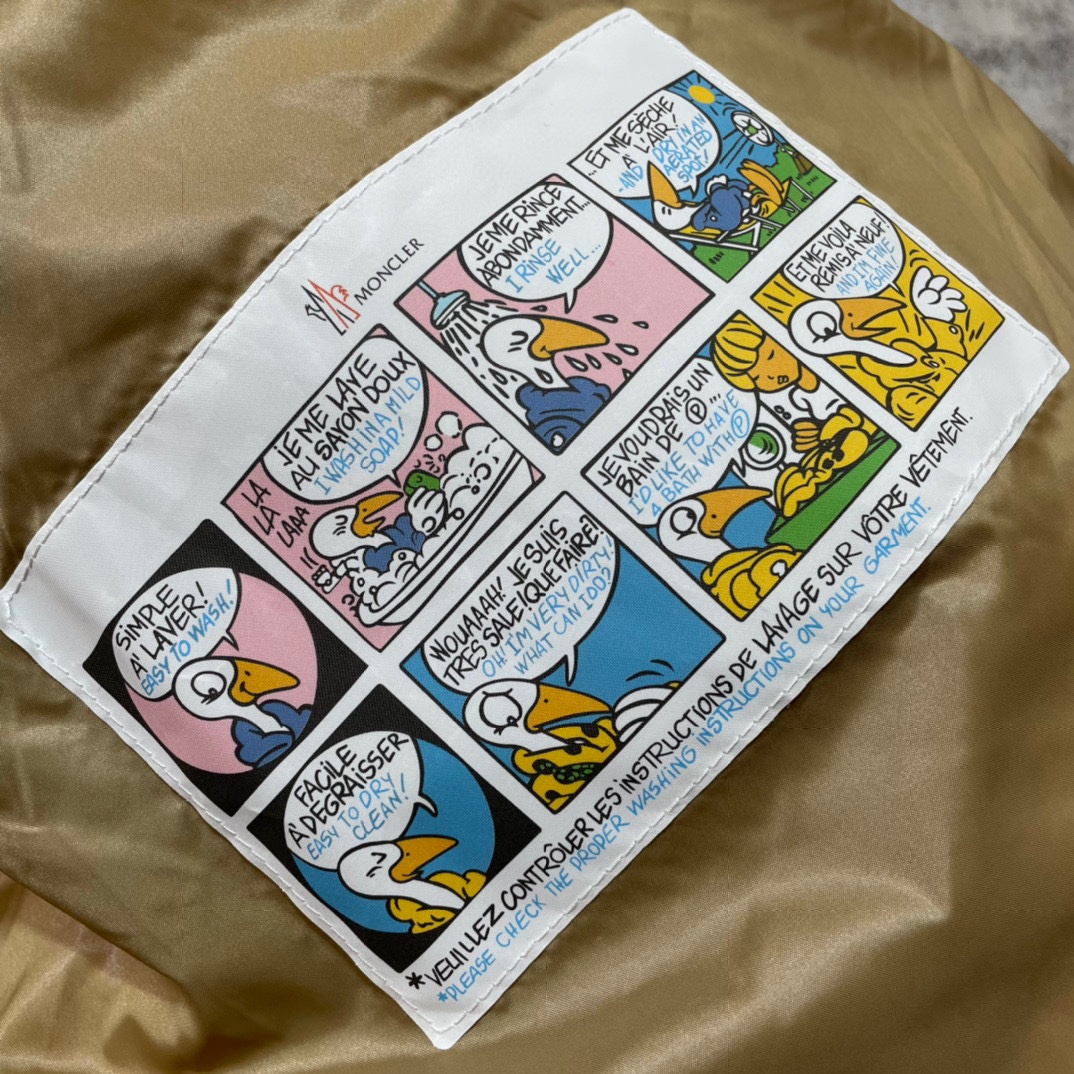 MONCLER
SIMPLE
À LAVER!
EASY TO WASH!
LA
LÀ
LAAA
JE ME LAVE
AU SAVON DOUX
I WASH IN A MILD
SOAP!
JE ME RINCE
ABONDAMMENT...
I RINSE
WELL...
...ET ME SÈCHE
À L'AIR!
-AND DRY IN AN
AERATED
SPOT!
FACILE
À DEGRAISSER
EASY TO DRY
CLEAN!
WOUAAAH! JE SUIS
TRES SALE!(QUE FAIRE!
OH! I'M VERY DIRTY,
WHAT CAN I DO?
JE VOUDRAIS UN
BAIN DE Ⓟ...
I'D LIKE TO HAVE
A BATH WITH Ⓟ
ET ME VOILÀ
REMIS À NEUF!
AND I'M FINE
AGAIN!
*VEUILLEZ CONTRÔLER LES INSTRUCTIONS DE LAVAGE SUR VÔTRE VÊTEMENT.
*PLEASE CHECK THE PROPER WASHING INSTRUCTIONS ON YOUR GARMENT.